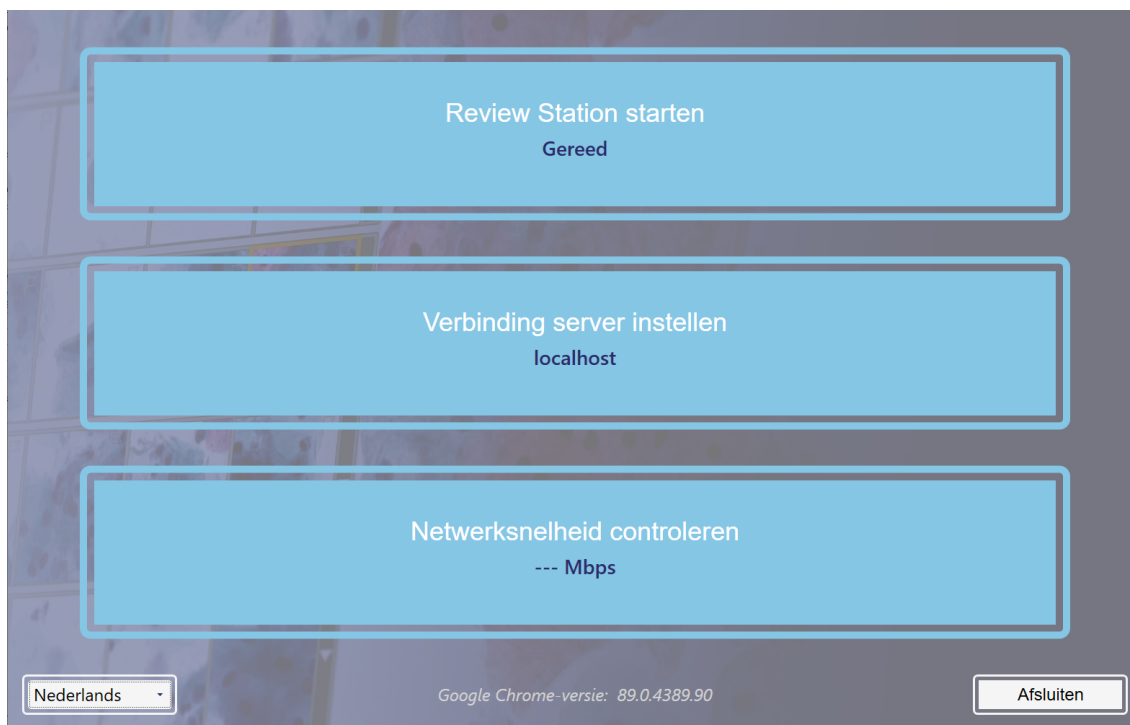 Review Station starten
Gereed
Verbinding server instellen
localhost
Netwerksnelheid controleren
--- Mbps
Nederlands
Google Chrome-versie: 89.0.4389.90
Afsluiten